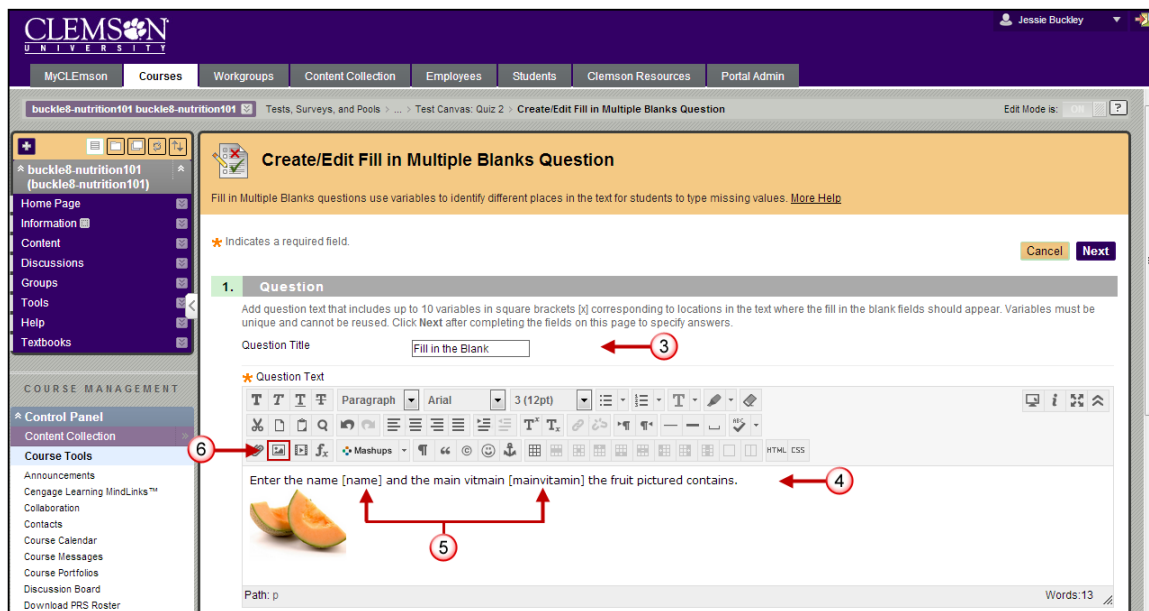 CLEMSON
UNIVERSITY
Jessie Buckley
MyCLEmson Courses Workgroups Content Collection Employees Students Clemson Resources Portal Admin
buckle8-nutrition101 buckle8-nutrition101 Tests, Surveys, and Pools > ... > Test Canvas: Quiz 2 > Create/Edit Fill in Multiple Blanks Question Edit Mode is: ON ?
buckle8-nutrition101
(buckle8-nutrition101)
Home Page
Information
Content
Discussions
Groups
Tools
Help
Textbooks
COURSE MANAGEMENT
Control Panel
Content Collection
Course Tools
Announcements
Cengage Learning MindLinks™
Collaboration
Contacts
Course Calendar
Course Messages
Course Portfolios
Discussion Board
Download PRS Roster
Create/Edit Fill in Multiple Blanks Question
Fill in Multiple Blanks questions use variables to identify different places in the text for students to type missing values. More Help
Indicates a required field.
Cancel Next
1. Question
Add question text that includes up to 10 variables in square brackets [x] corresponding to locations in the text where the fill in the blank fields should appear. Variables must be
unique and cannot be reused. Click Next after completing the fields on this page to specify answers.
Question Title Fill in the Blank 3
Question Text
T T T T Paragraph Arial 3 (12pt) T i
Tx Tx ABC
6 fx Mashups HTML CSS
Enter the name [name] and the main vitmain [mainvitamin] the fruit pictured contains. 4
5
Path: p Words:13